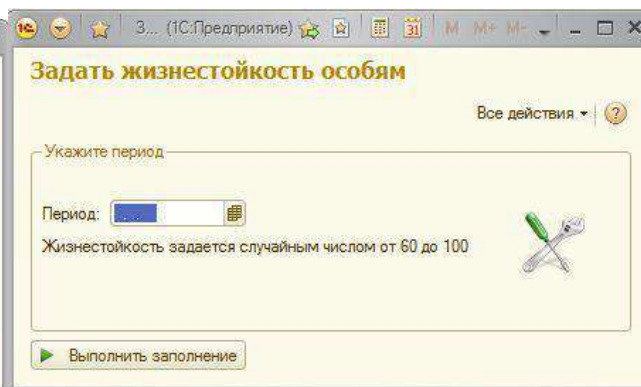 З... (1С:Предприятие) 31 M M+ M-
Задать жизнестойкость особям
Все действия ?
Укажите период
Период: . .
Жизнестойкость задается случайным числом от 60 до 100
Выполнить заполнение